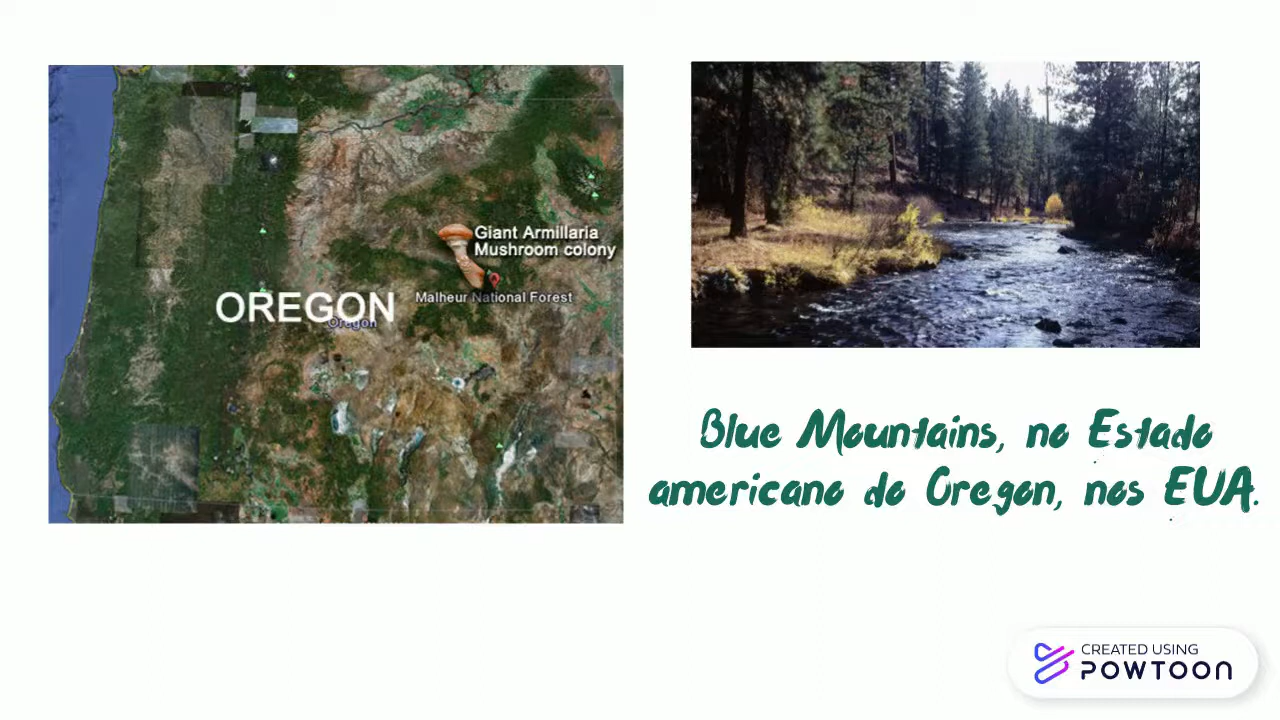 Giant Armillaria
Mushroom colony
Malheur National Forest
OREGON
Oregon
Blue Mountains, no Estado
americano do Oregon, nos EUA.
CREATED USING
POWTOON